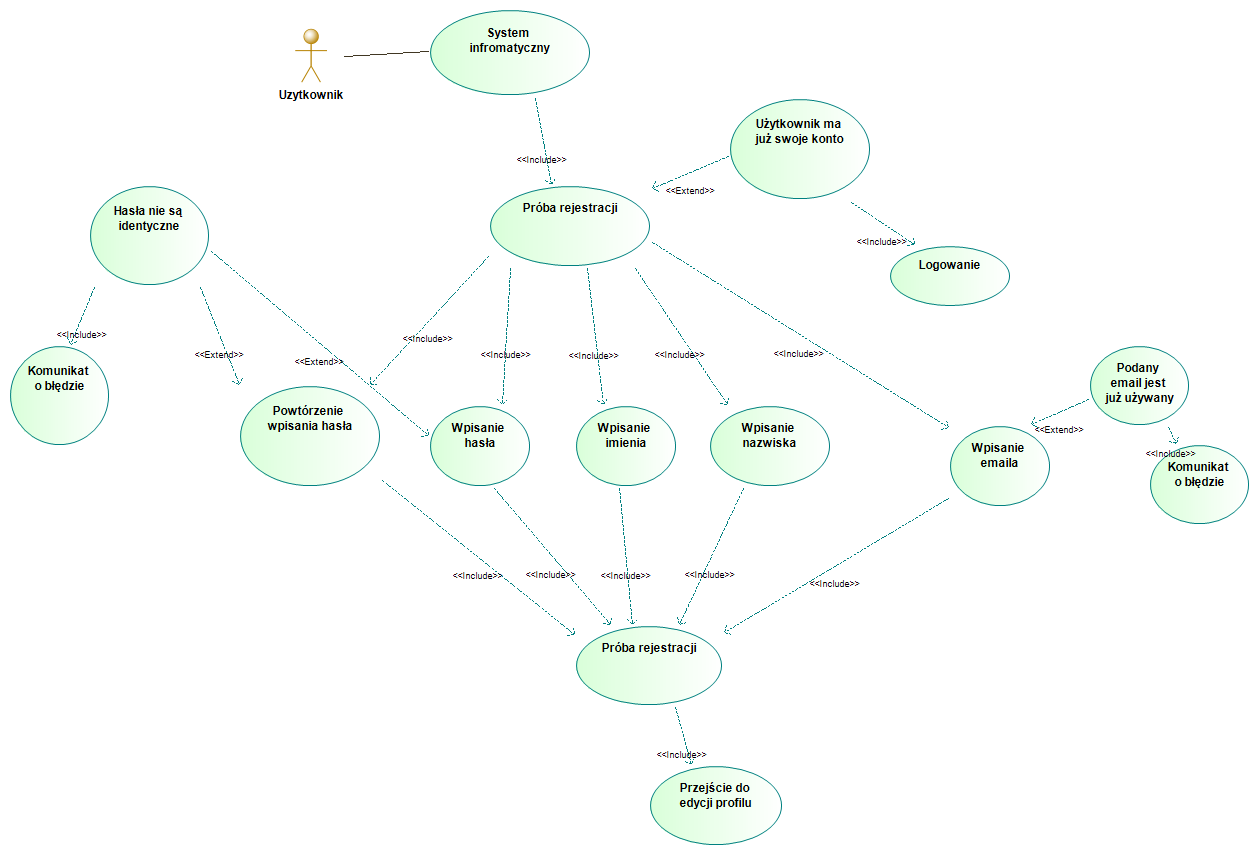 System
infromatyczny
Uzytkownik
Użytkownik ma
już swoje konto
<<Include>>
<<Extend>>
Hasła nie są
identyczne
Próba rejestracji
<<Include>>
Logowanie
<<Include>>
<<Extend>>
<<Extend>>
<<Include>>
<<Include>>
<<Include>>
<<Include>>
<<Include>>
Komunikat
o błędzie
Podany
email jest
już używany
Powtórzenie
wpisania hasła
Wpisanie
hasła
Wpisanie
imienia
Wpisanie
nazwiska
<<Extend>>
Wpisanie
emaila
<<Include>>
Komunikat
o błędzie
<<Include>>
<<Include>>
<<Include>>
<<Include>>
<<Include>>
Próba rejestracji
<<Include>>
Przejście do
edycji profilu